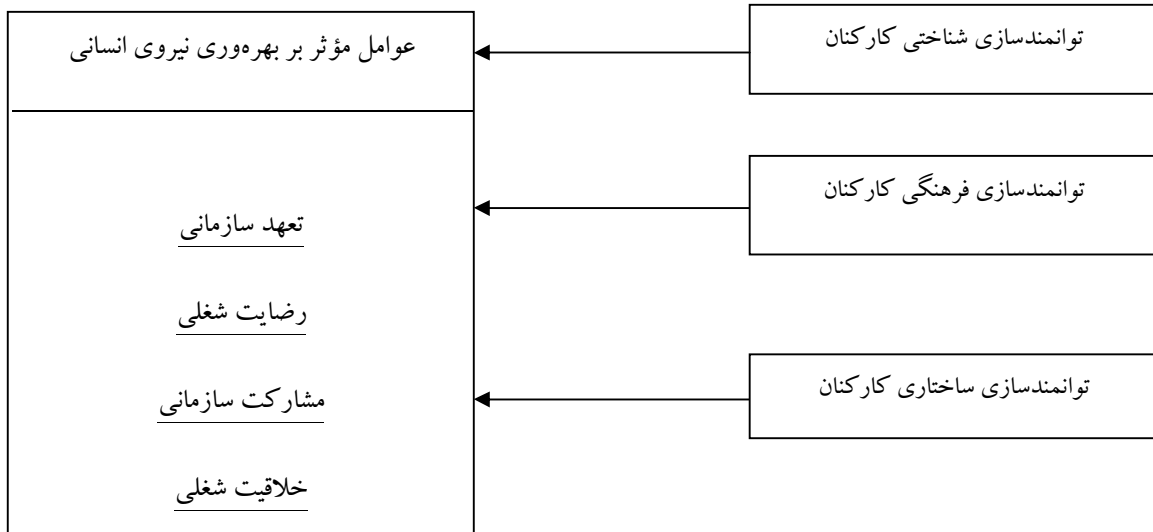 توانمندسازی شناختی کارکنان
عوامل مؤثر بر بهره‌وری نیروی انسانی
توانمندسازی فرهنگی کارکنان
تعهد سازمانی
رضایت شغلی
توانمندسازی ساختاری کارکنان
مشارکت سازمانی
خلاقیت شغلی